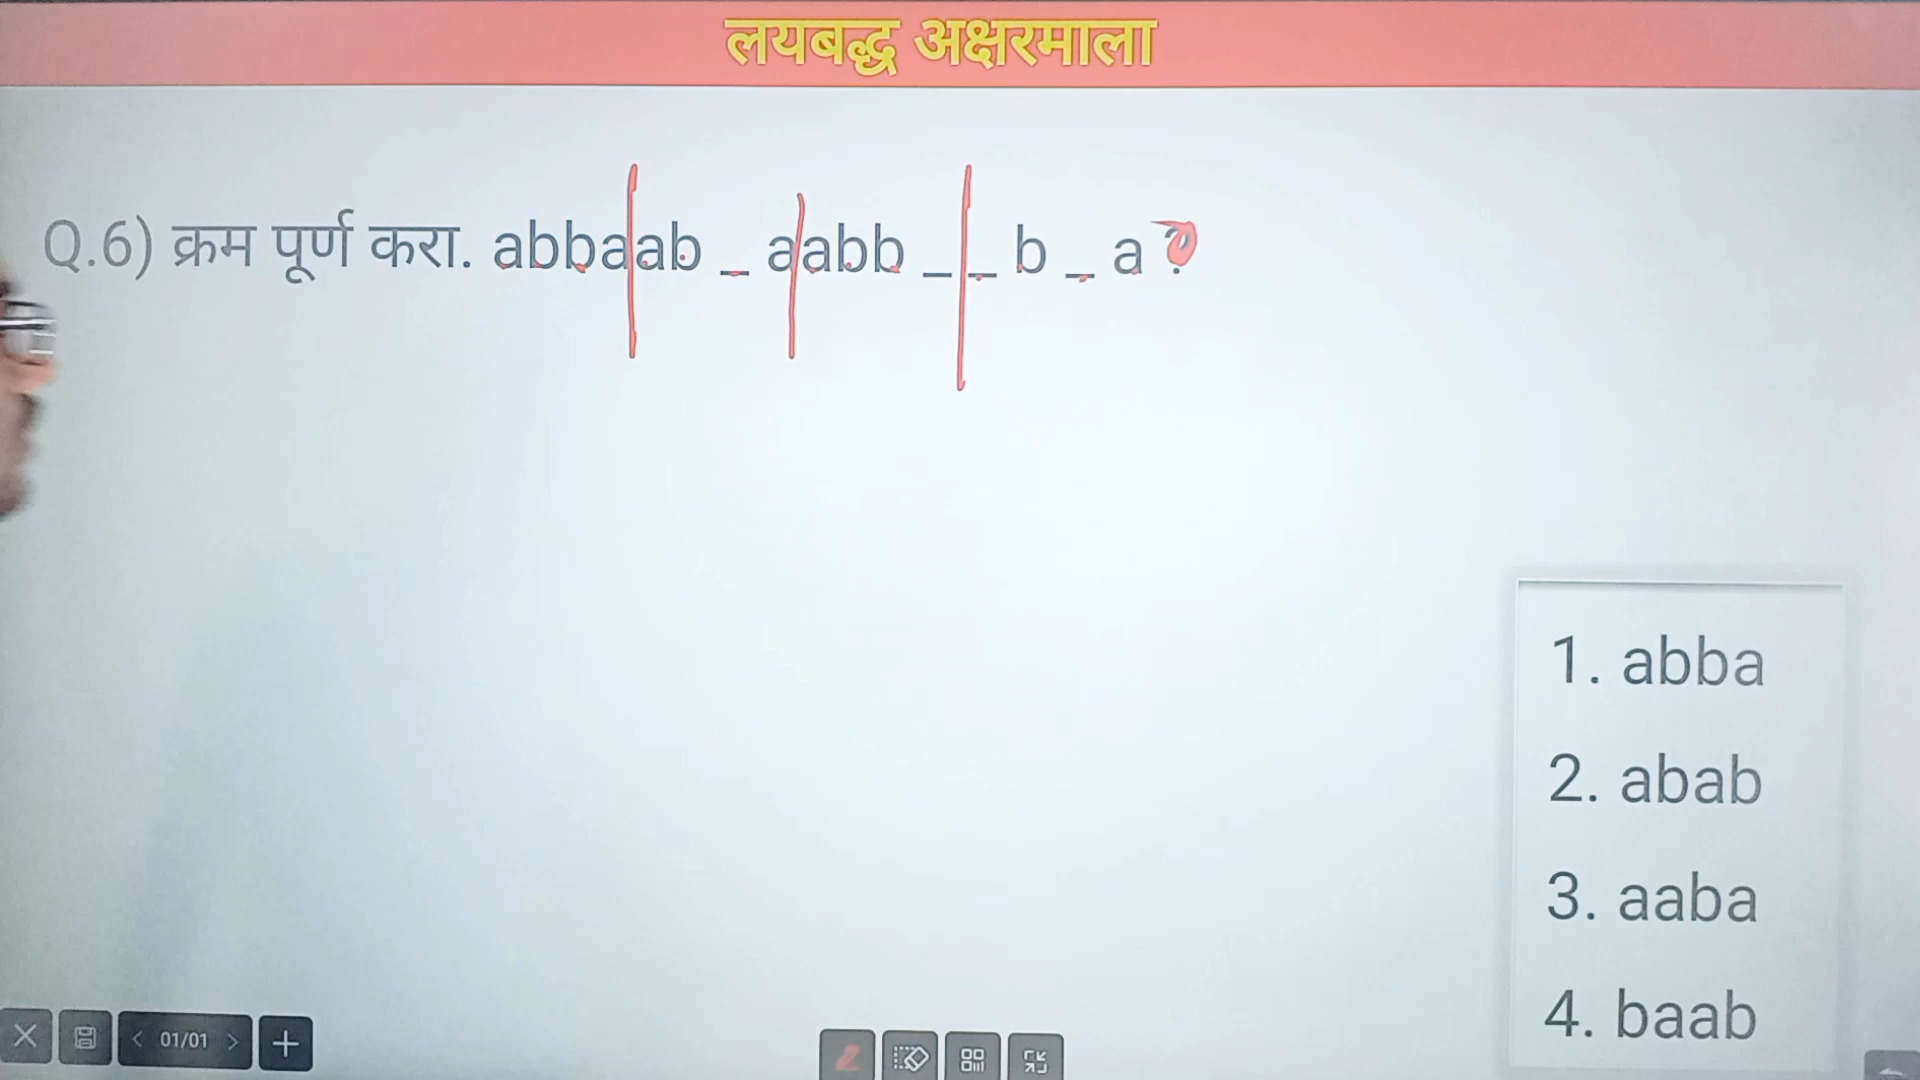 लयबद्ध अक्षरमाला
Q.6) क्रम पूर्ण करा. abbaab _ aabb _ _ b _ a ?
1. abba
2. abab
3. aaba
4. baab
01/01